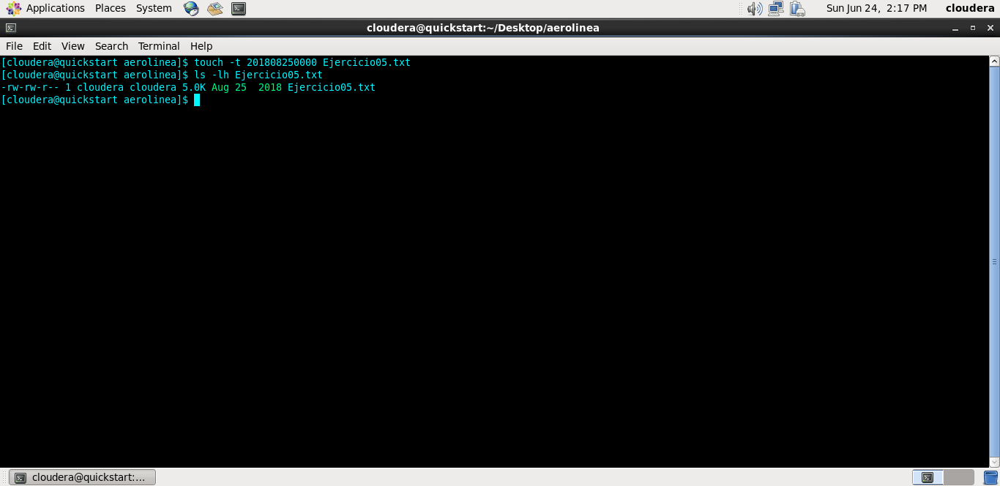 Applications Places System Sun Jun 24, 2:17 PM cloudera
cloudera@quickstart:~/Desktop/aerolinea
File Edit View Search Terminal Help
[cloudera@quickstart aerolinea]$ touch -t 201808250000 Ejercicio05.txt
[cloudera@quickstart aerolinea]$ ls -lh Ejercicio05.txt
-rw-rw-r-- 1 cloudera cloudera 5.0K Aug 25  2018 Ejercicio05.txt
[cloudera@quickstart aerolinea]$
cloudera@quickstart:...